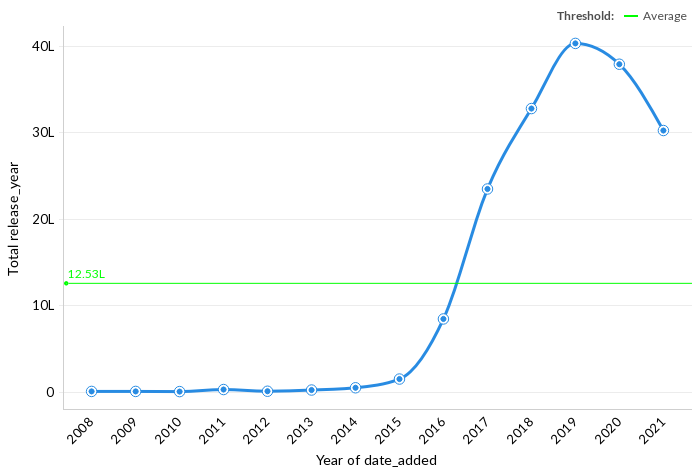 Threshold: Average
40L
30L
20L
12.53L
10L
0
Total release_year
2008 2009 2010 2011 2012 2013 2014 2015 2016 2017 2018 2019 2020 2021
Year of date_added